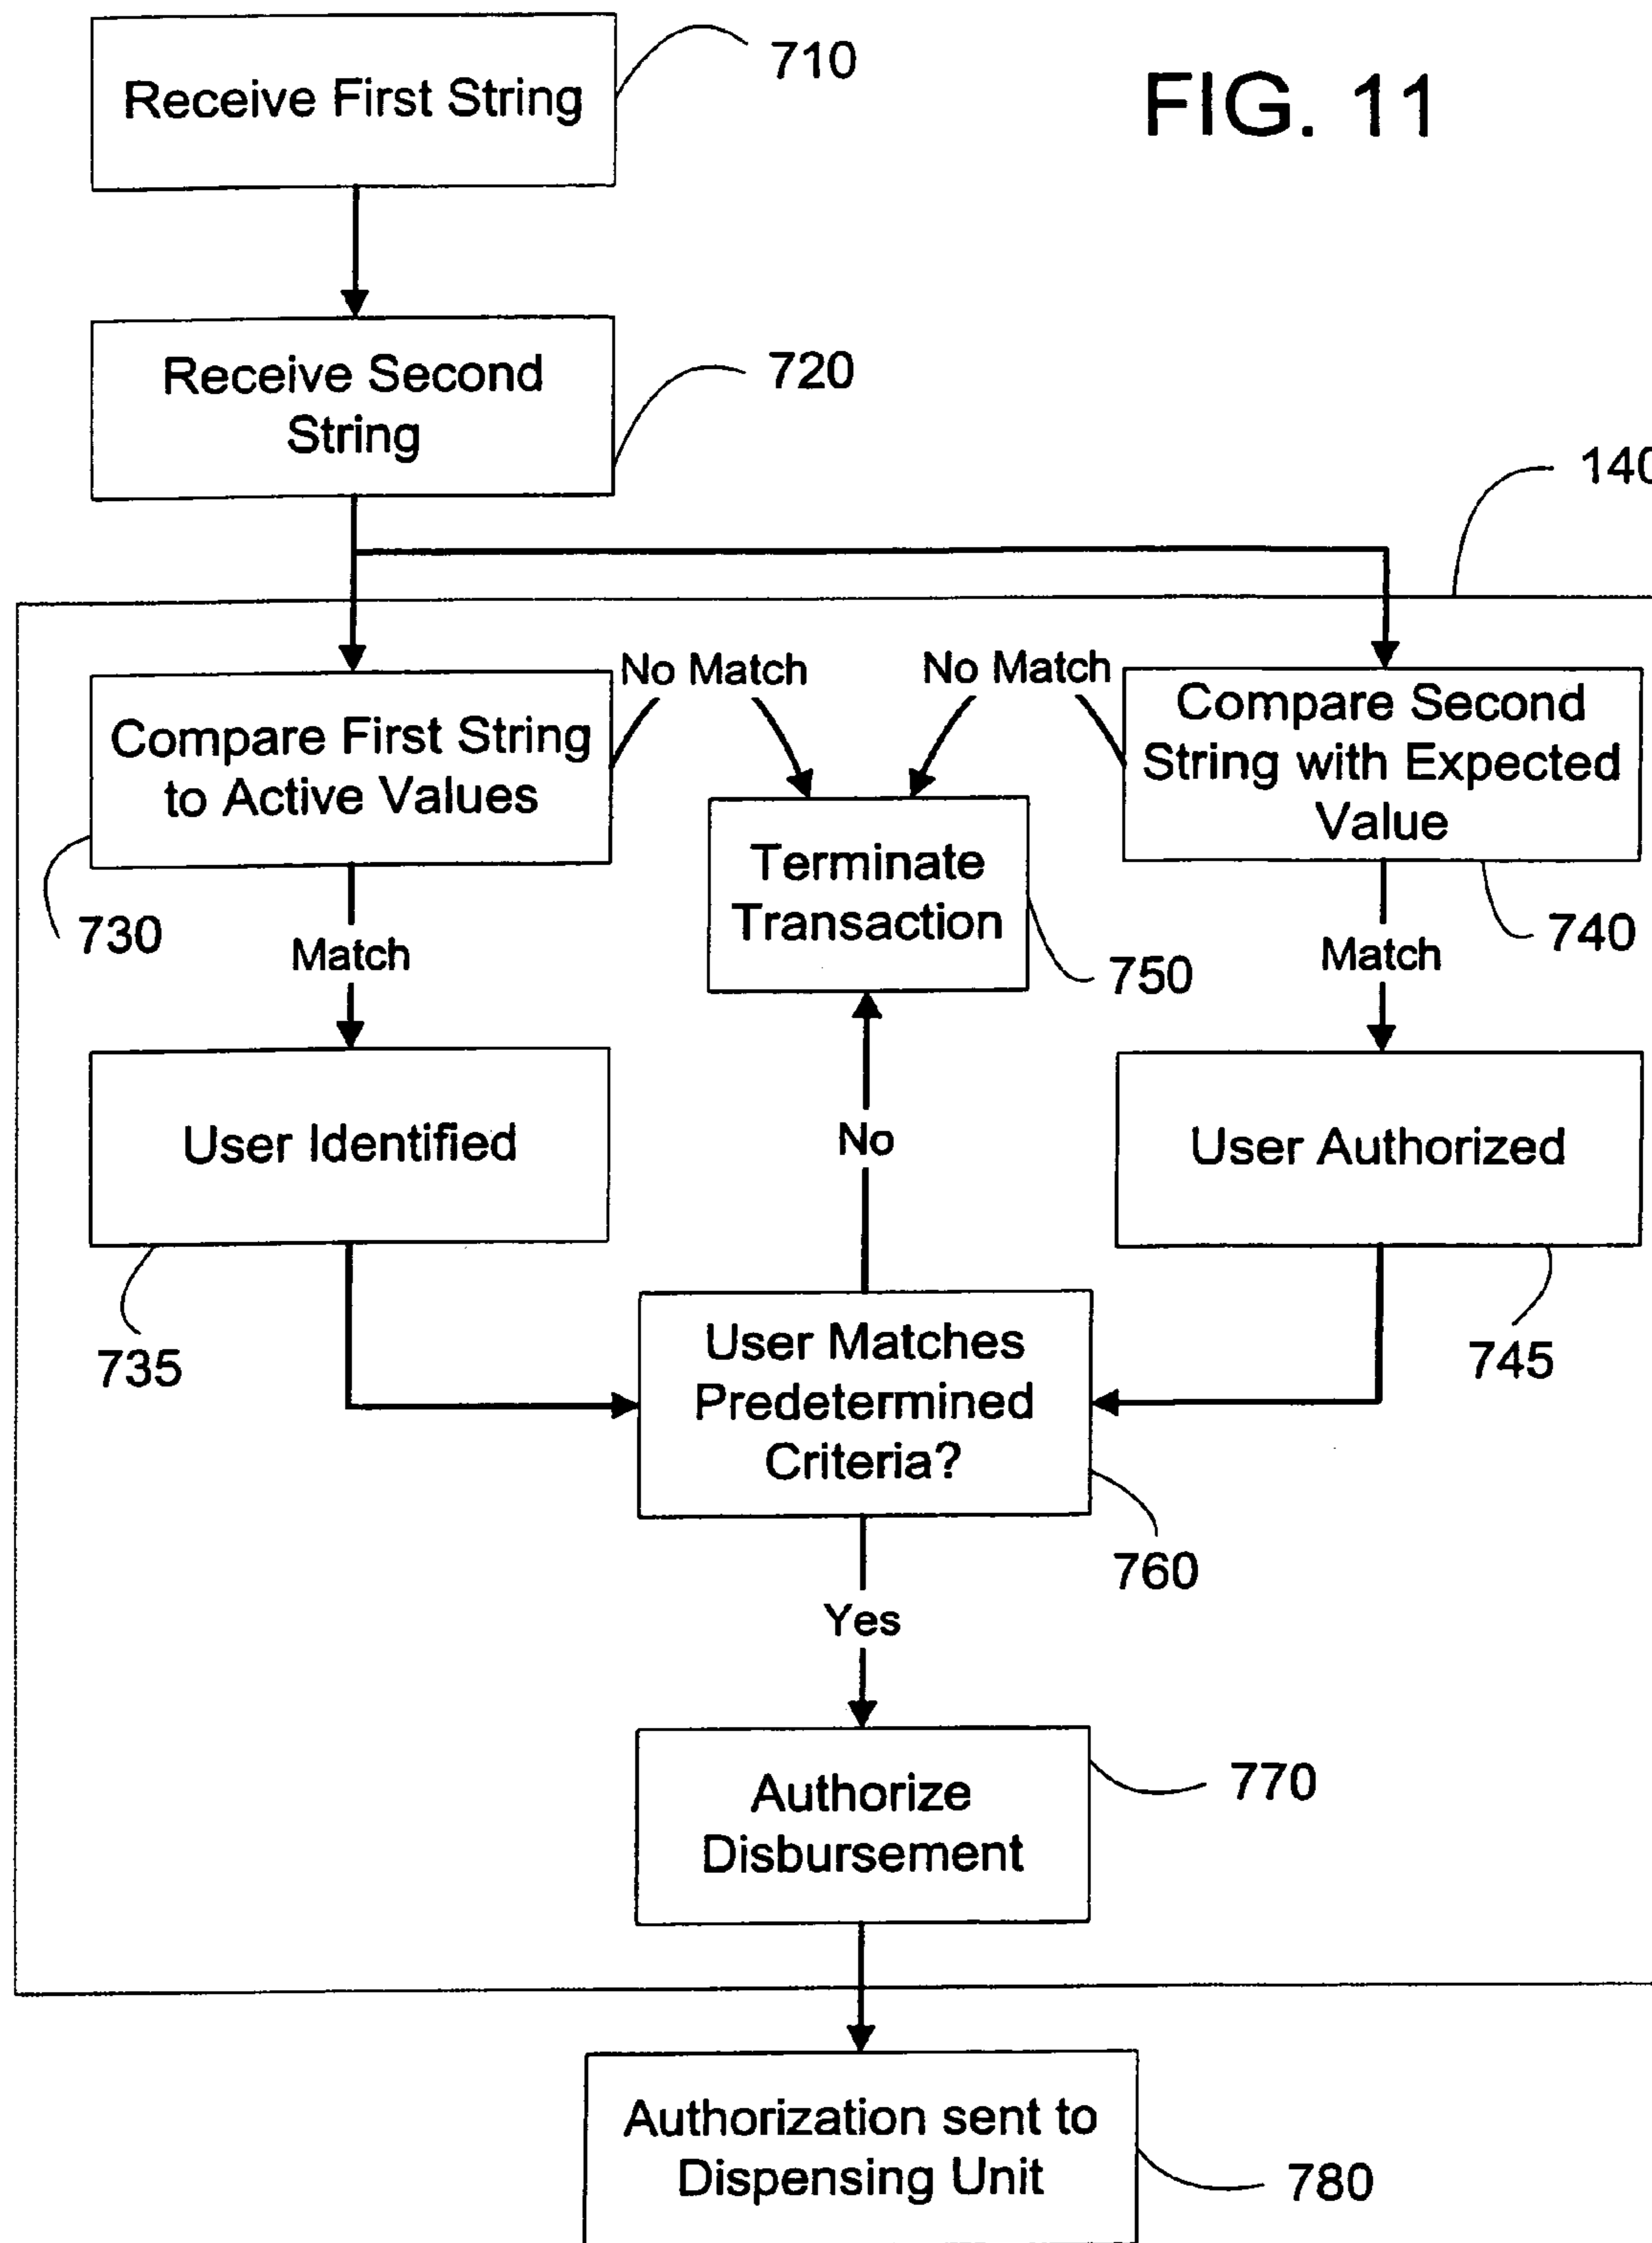 FIG. 11
Receive First String
710
Receive Second
String
720
140
No Match
No Match
Compare First String
to Active Values
730
Compare Second
String with Expected
Value
740
Terminate
Transaction
750
Match
Match
User Identified
735
No
User Authorized
745
User Matches
Predetermined
Criteria?
760
Yes
Authorize
Disbursement
770
Authorization sent to
Dispensing Unit
780